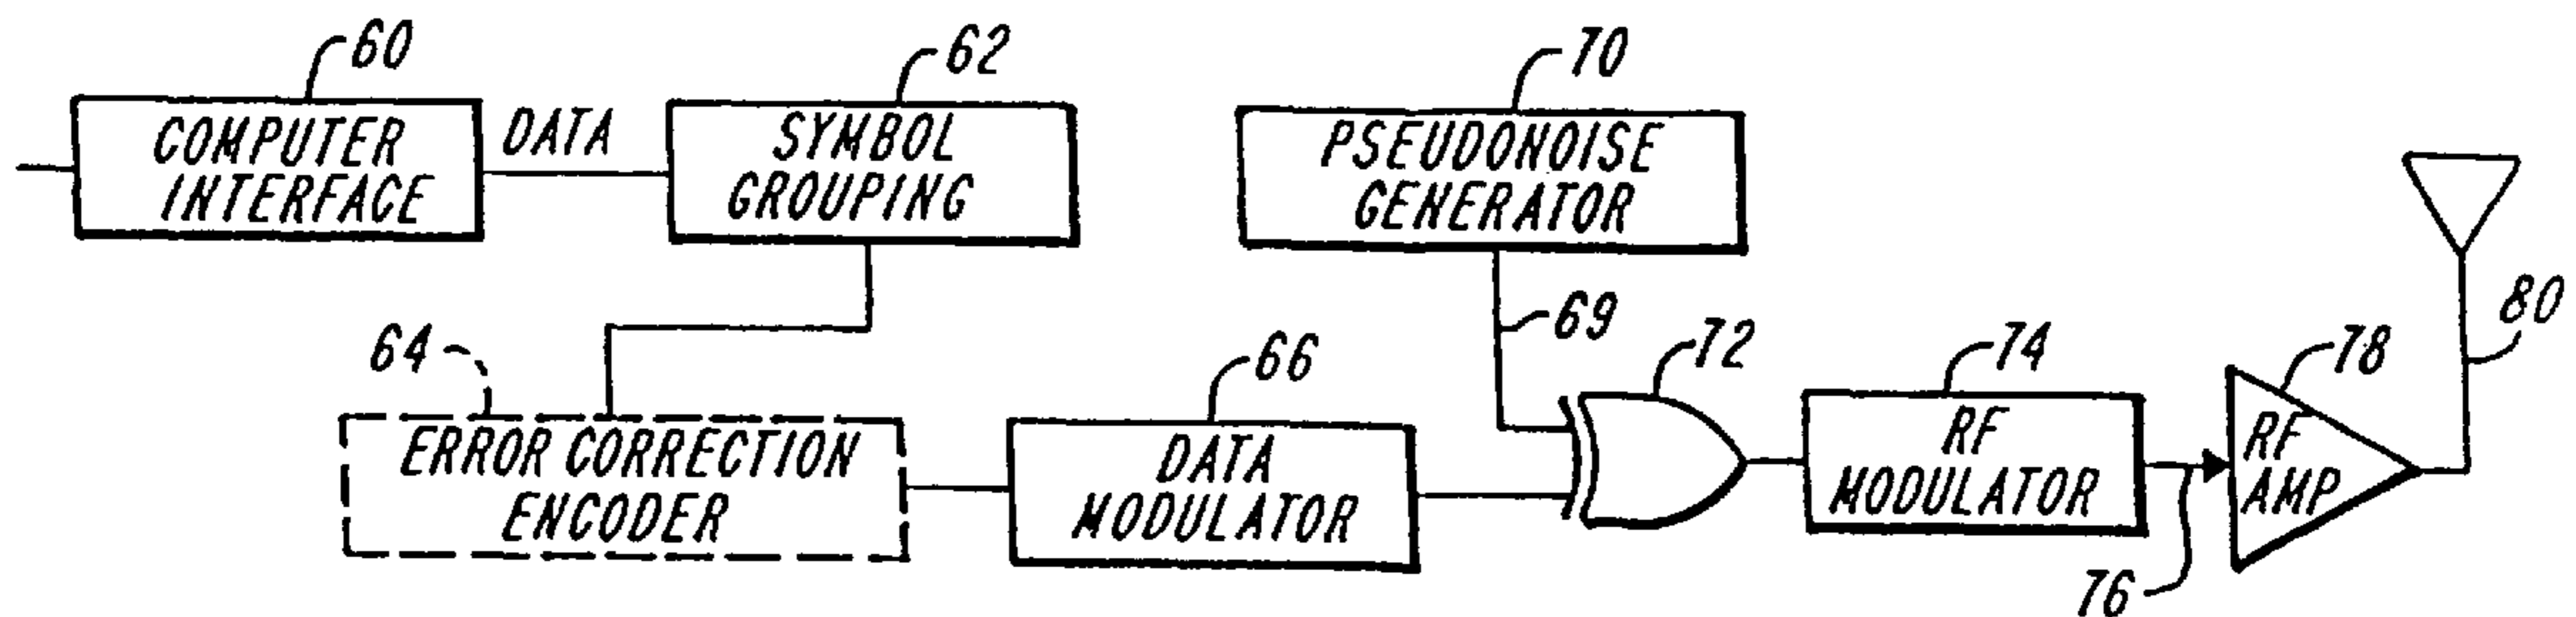 60
62
70
COMPUTER
INTERFACE
DATA
SYMBOL
GROUPING
PSEUDONOISE
GENERATOR
69
80
64
66
72
74
78
ERROR CORRECTION
ENCODER
DATA
MODULATOR
RF
MODULATOR
RF
AMP
76